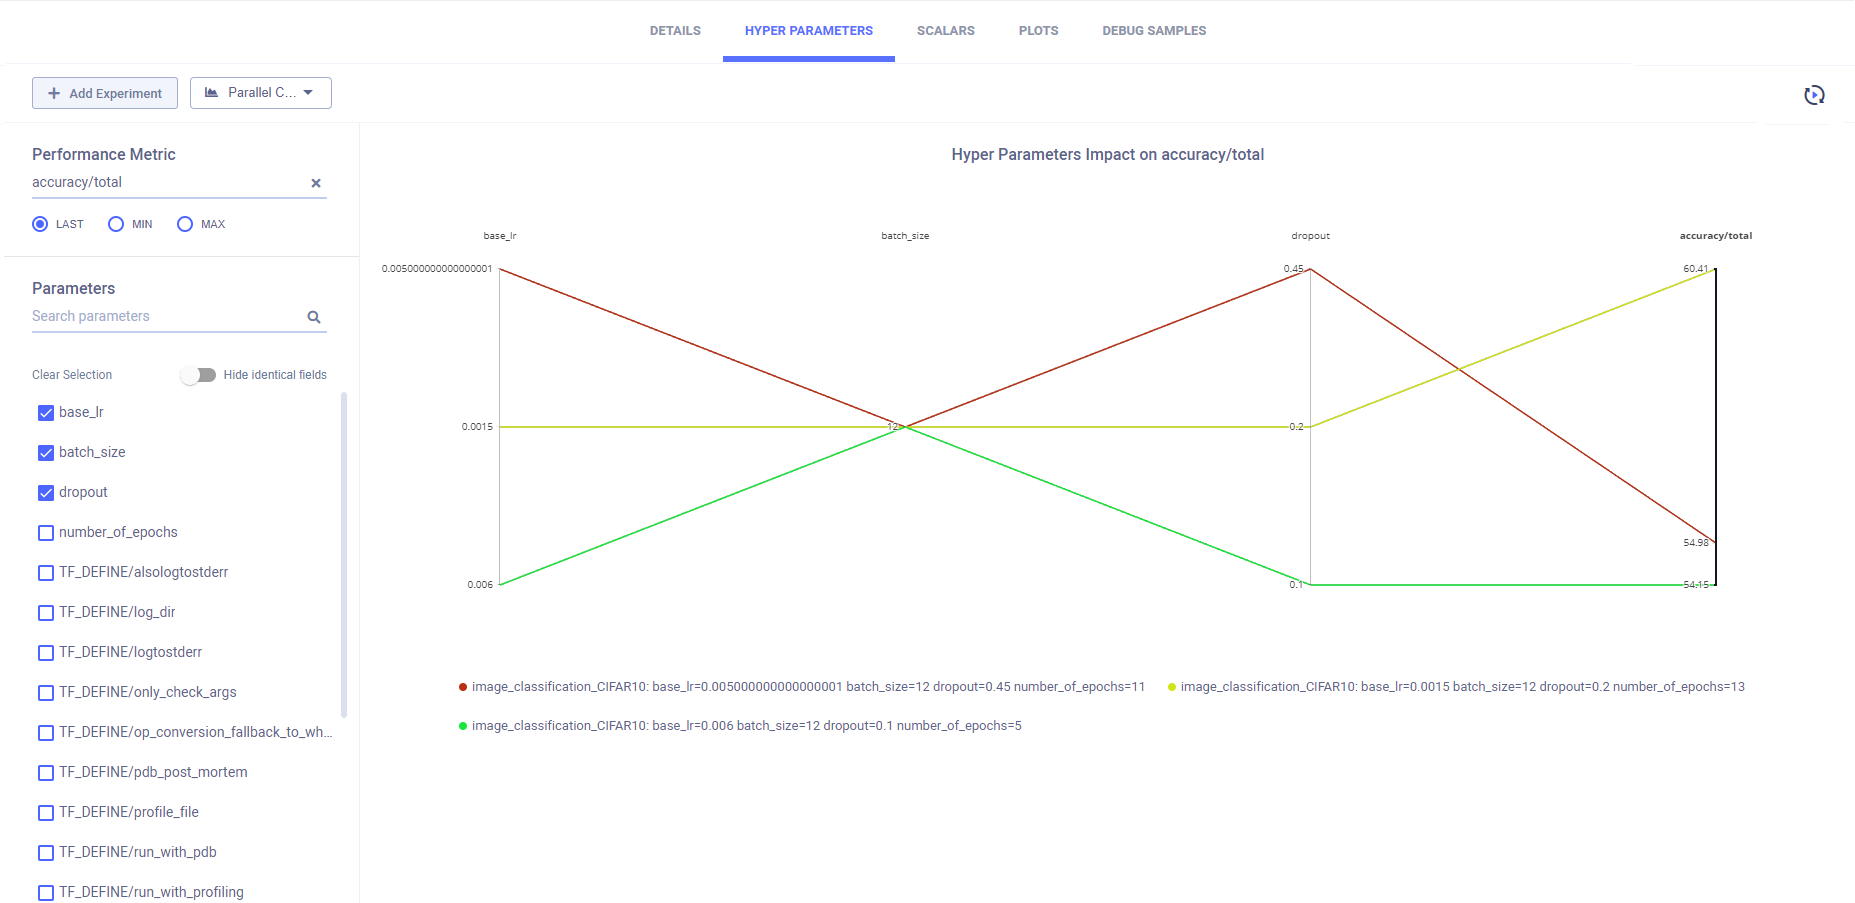 DETAILS HYPER PARAMETERS SCALARS PLOTS DEBUG SAMPLES
+ Add Experiment Parallel C...
Performance Metric
accuracy/total
LAST MIN MAX
Parameters
Search parameters
Clear Selection Hide identical fields
base_lr
batch_size
dropout
number_of_epochs
TF_DEFINE/alsologtostderr
TF_DEFINE/log_dir
TF_DEFINE/logtostderr
TF_DEFINE/only_check_args
TF_DEFINE/op_conversion_fallback_to_wh...
TF_DEFINE/pdb_post_mortem
TF_DEFINE/profile_file
TF_DEFINE/run_with_pdb
TF_DEFINE/run_with_profiling
Hyper Parameters Impact on accuracy/total
base_lr batch_size dropout accuracy/total
0.005000000000000001 0.45 60.41
0.0015 12 0.2
54.98
0.006 0.1 54.15
image_classification_CIFAR10: base_lr=0.005000000000000001 batch_size=12 dropout=0.45 number_of_epochs=11 image_classification_CIFAR10: base_lr=0.0015 batch_size=12 dropout=0.2 number_of_epochs=13
image_classification_CIFAR10: base_lr=0.006 batch_size=12 dropout=0.1 number_of_epochs=5